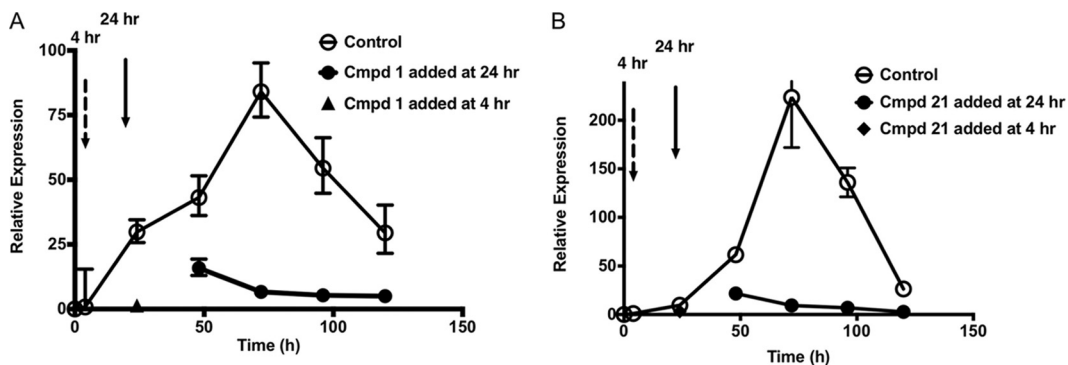 A
4 hr
24 hr
Control
Cmpd 1 added at 24 hr
Cmpd 1 added at 4 hr
100
75
50
25
0
0
50
100
150
Relative Expression
Time (h)
B
4 hr
24 hr
Control
Cmpd 21 added at 24 hr
Cmpd 21 added at 4 hr
200
150
100
50
0
0
50
100
150
Relative Expression
Time (h)